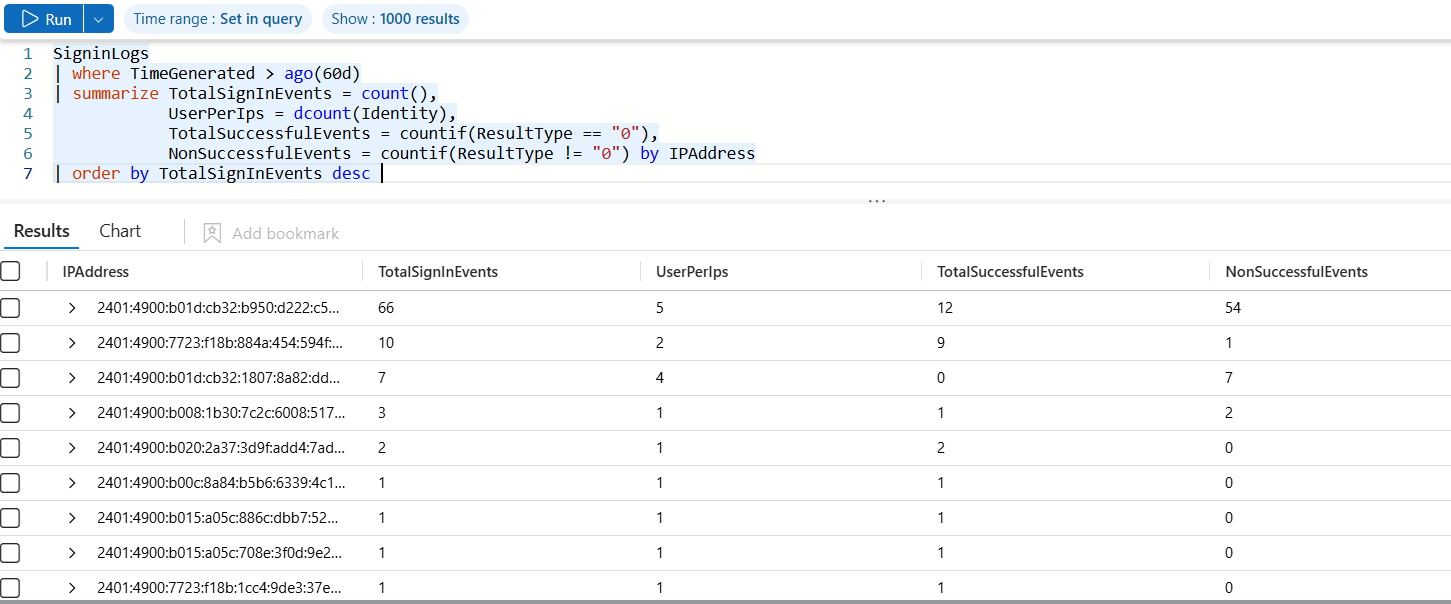 Run
Time range : Set in query
Show : 1000 results
1 SigninLogs
2 | where TimeGenerated > ago(60d)
3 | summarize TotalSignInEvents = count(),
4 UserPerIps = dcount(Identity),
5 TotalSuccessfulEvents = countif(ResultType == "0"),
6 NonSuccessfulEvents = countif(ResultType != "0") by IPAddress
7 | order by TotalSignInEvents desc
...
Results Chart Add bookmark
IPAddress TotalSignInEvents UserPerIps TotalSuccessfulEvents NonSuccessfulEvents
2401:4900:b01d:cb32:b950:d222:c5... 66 5 12 54
2401:4900:7723:f18b:884a:454:594f:... 10 2 9 1
2401:4900:b01d:cb32:1807:8a82:dd... 7 4 0 7
2401:4900:b008:1b30:7c2c:6008:517... 3 1 1 2
2401:4900:b020:2a37:3d9f:add4:7ad... 2 1 2 0
2401:4900:b00c:8a84:b5b6:6339:4c1... 1 1 1 0
2401:4900:b015:a05c:886c:dbb7:52... 1 1 1 0
2401:4900:b015:a05c:708e:3f0d:9e2... 1 1 1 0
2401:4900:7723:f18b:1cc4:9de3:37e... 1 1 1 0